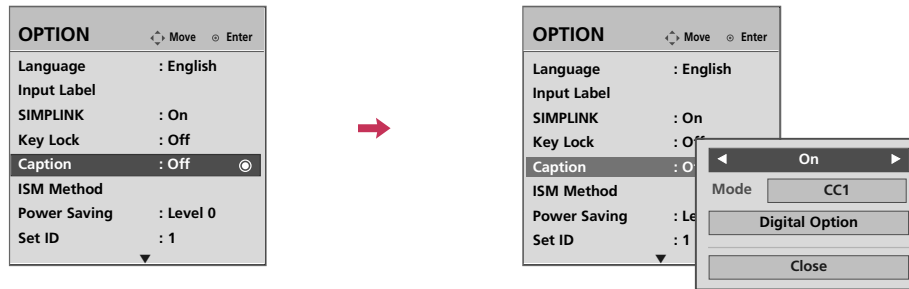 OPTION Move Enter
Language : English
Input Label
SIMPLINK : On
Key Lock : Off
Caption : Off
ISM Method
Power Saving : Level 0
Set ID : 1
OPTION Move Enter
Language : English
Input Label
SIMPLINK : On
Key Lock
Caption
ISM Method
Power Saving
Set ID : 1
On
Mode CC1
Digital Option
Close